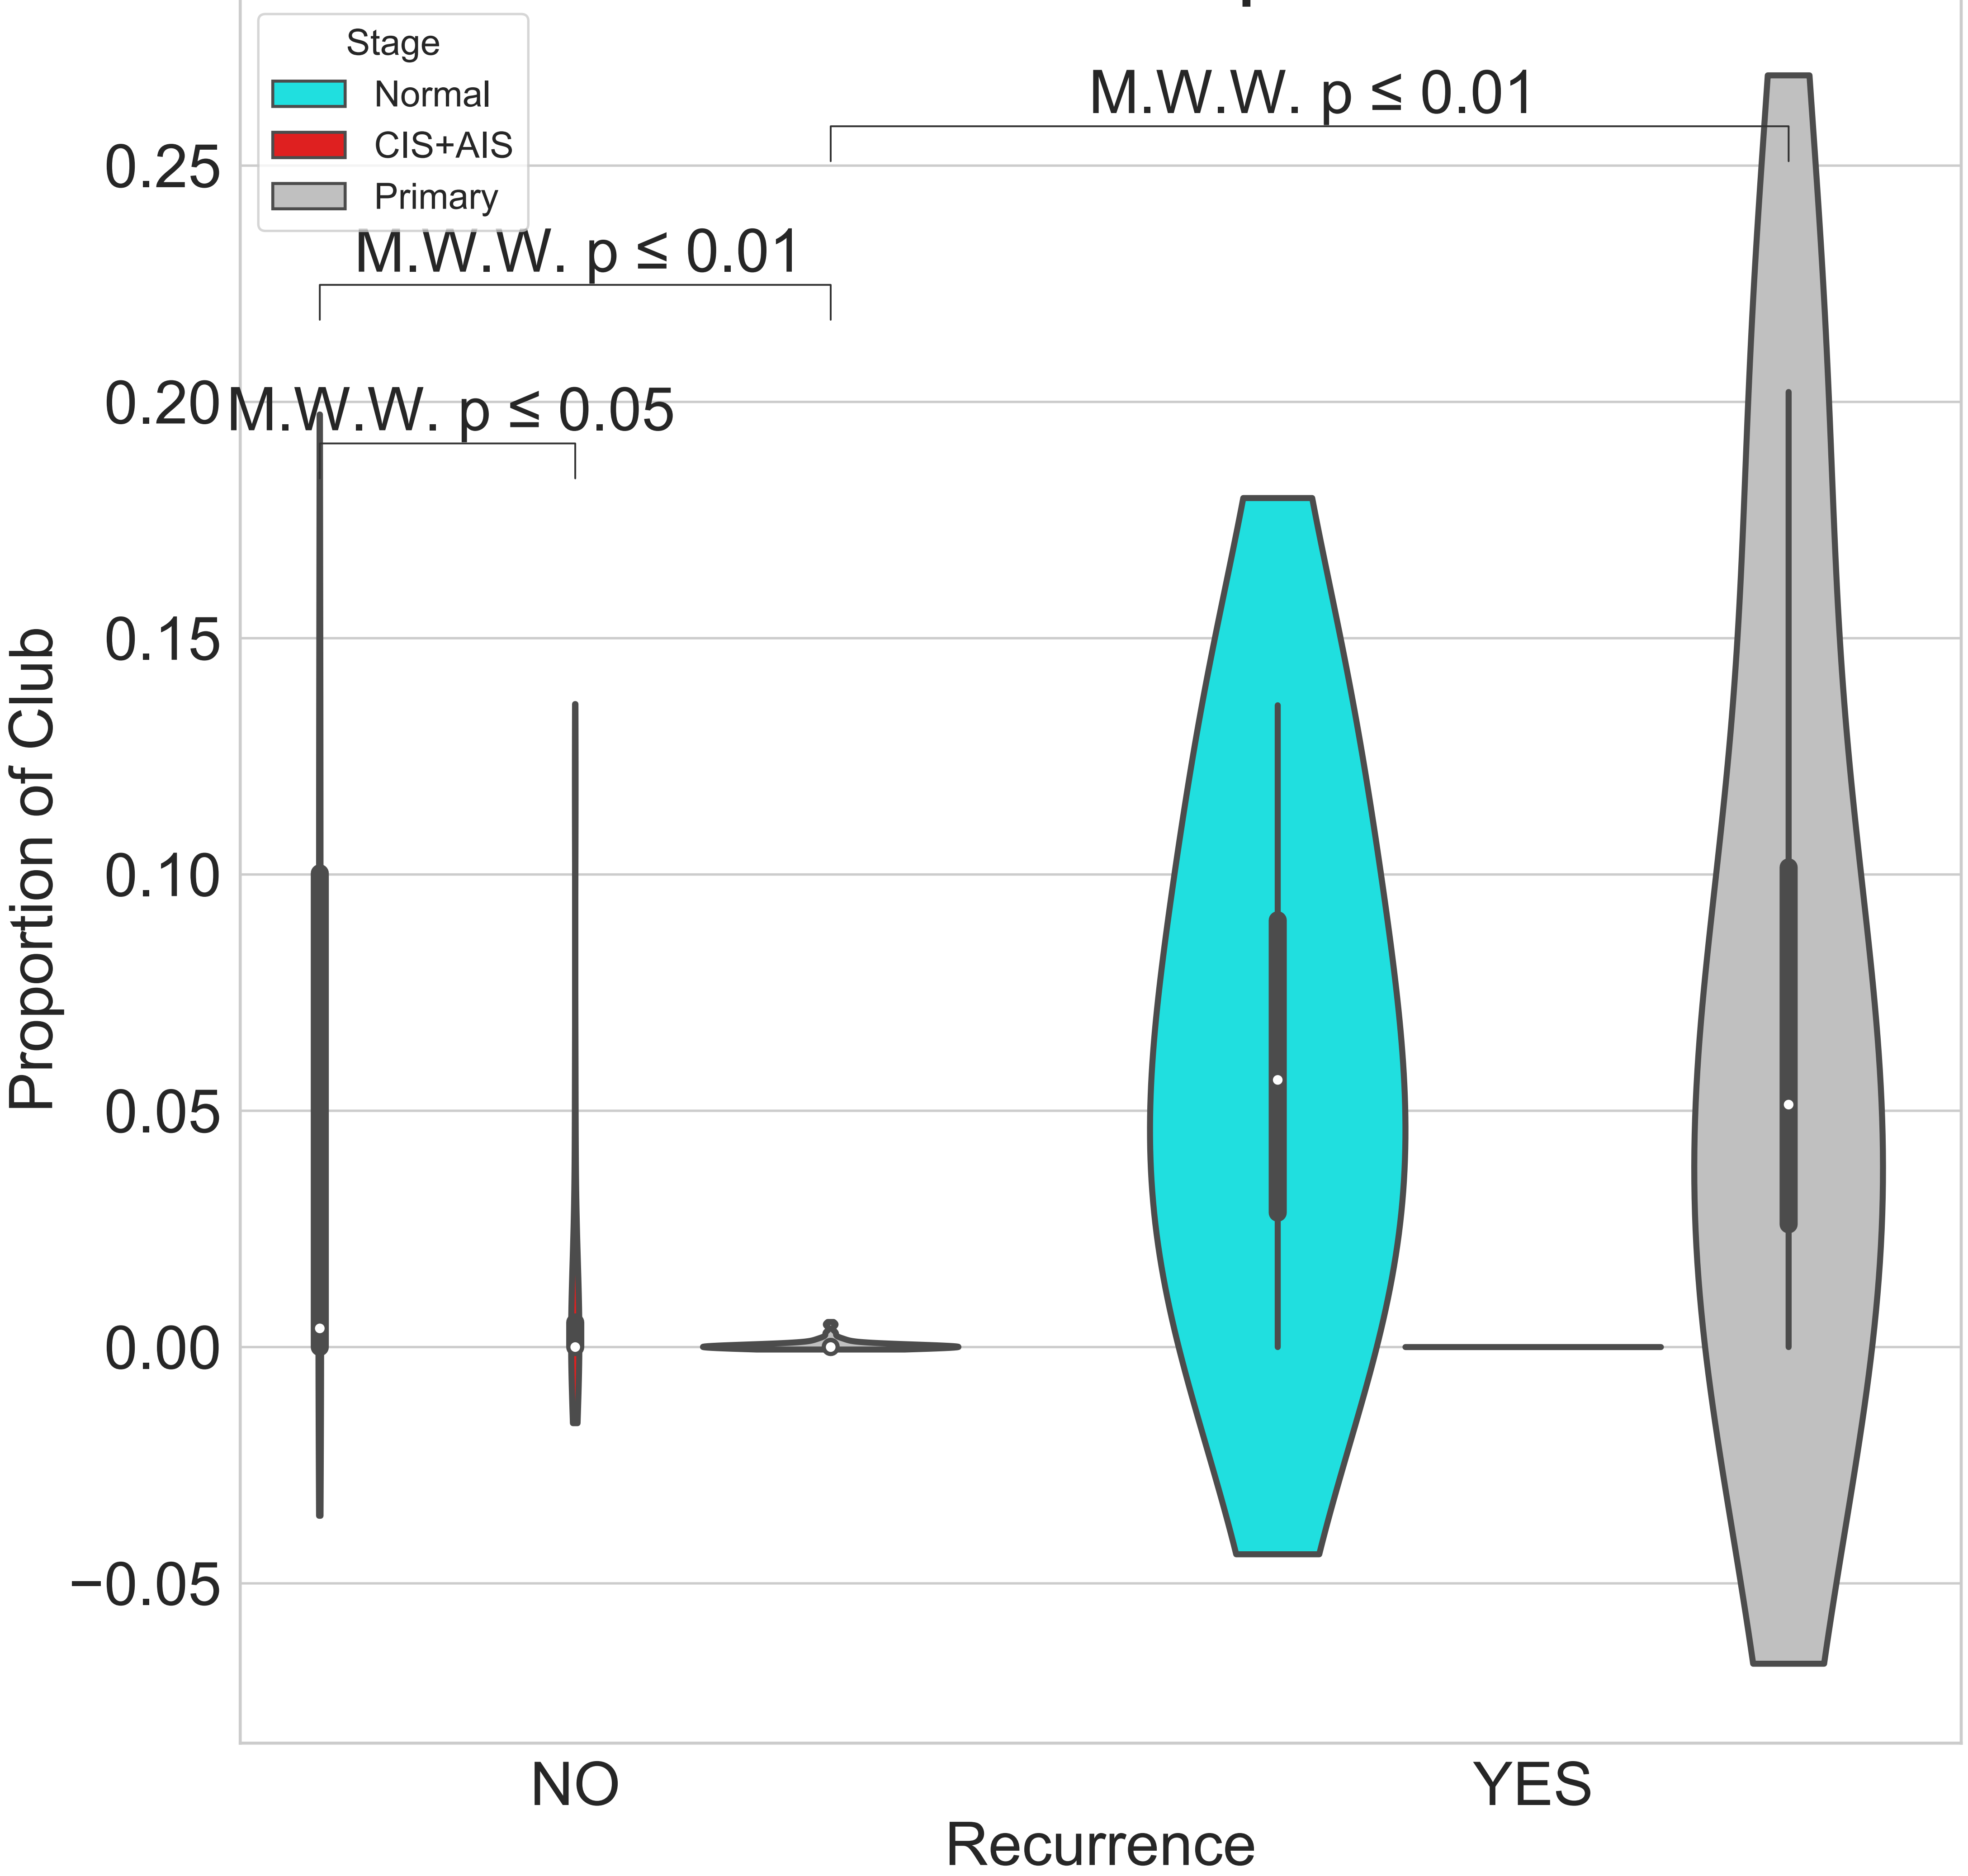 Stage
Normal
CIS+AIS
Primary
M.W.W. p ≤ 0.01
M.W.W. p ≤ 0.01
M.W.W. p ≤ 0.05
0.25
0.20
0.15
0.10
0.05
0.00
−0.05
Proportion of Club
NO
YES
Recurrence